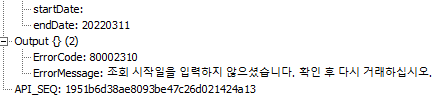 startDate:
endDate: 20220311
Output {} (2)
ErrorCode: 80002310
ErrorMessage: 조회 시작일을 입력하지 않으셨습니다. 확인 후 다시 거래하십시오.
API_SEQ: 1951b6d38ae8093be47c26d021424a13